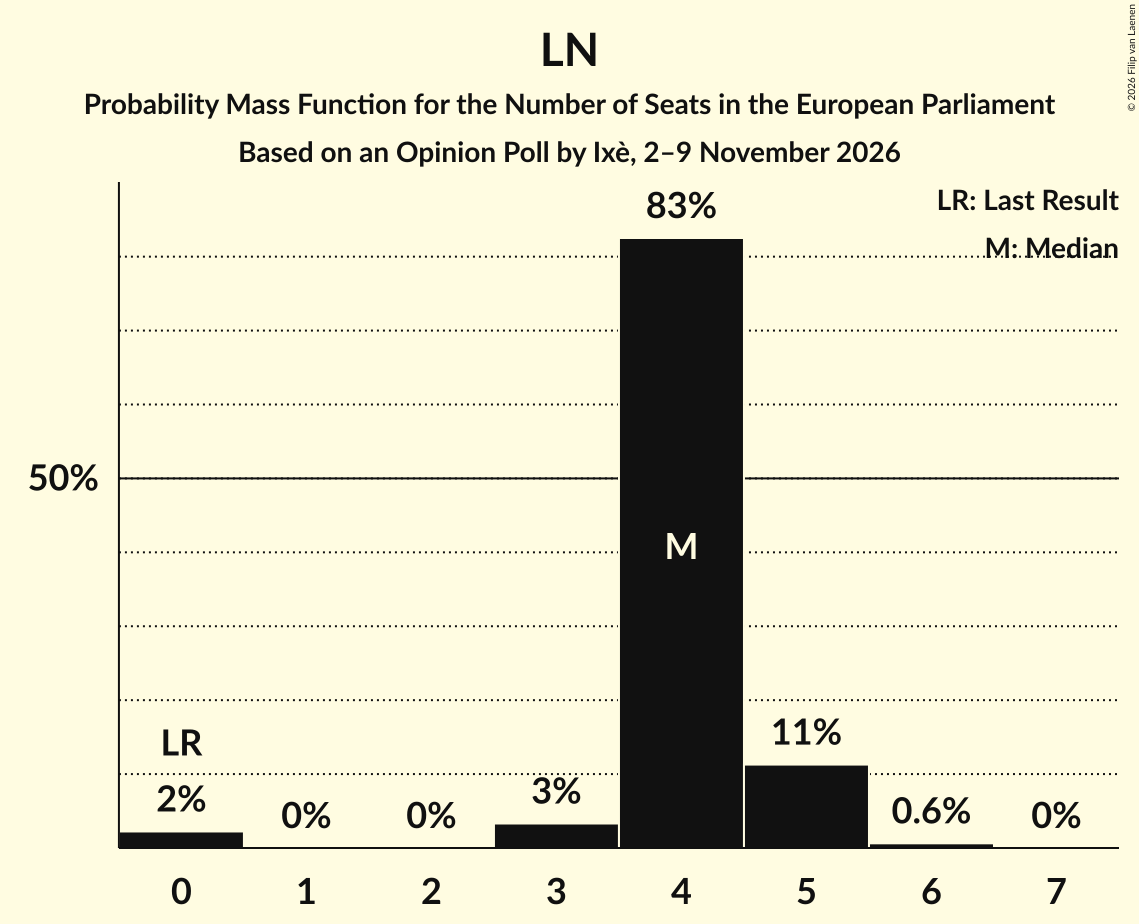 LN
Probability Mass Function for the Number of Seats in the European Parliament
Based on an Opinion Poll by Ixè, 2–9 November 2026
© 2026 Filip van Laenen
LR: Last Result
M: Median
83%
50%
M
11%
LR
2%
0%
0%
3%
0.6%
0%
0 1 2 3 4 5 6 7